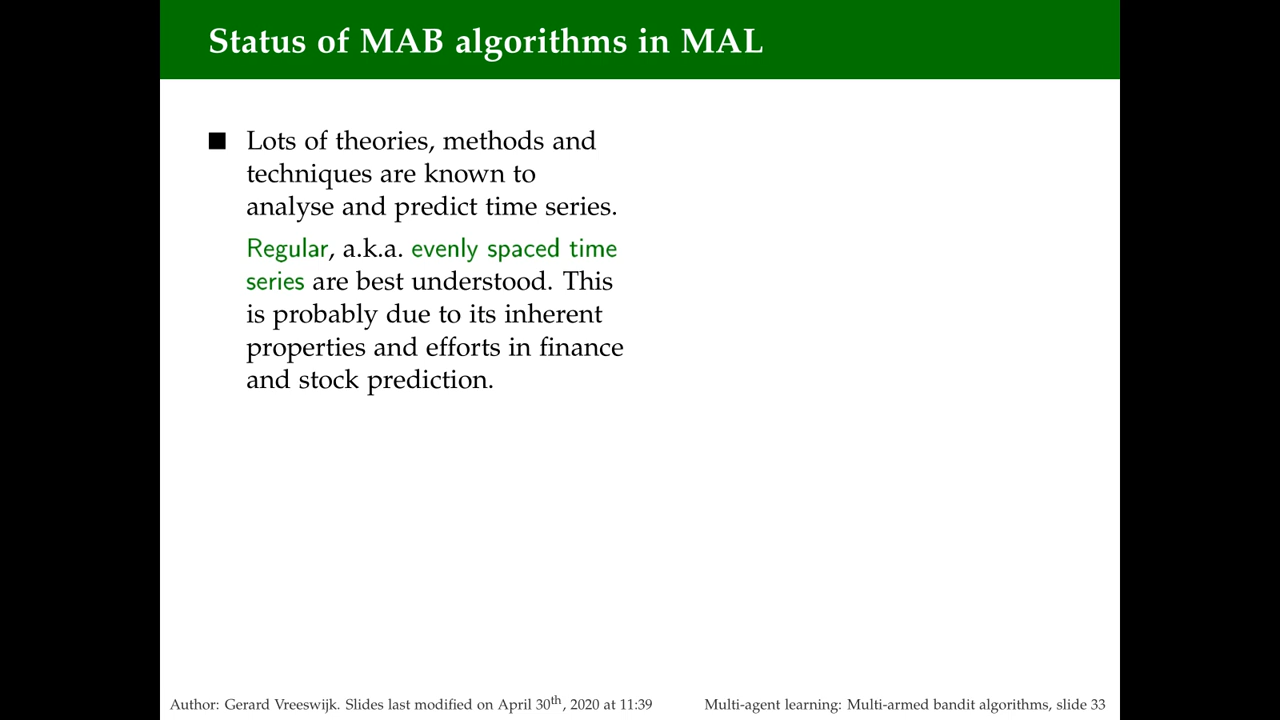 Status of MAB algorithms in MAL
■ Lots of theories, methods and
techniques are known to
analyse and predict time series.
Regular, a.k.a. evenly spaced time
series are best understood. This
is probably due to its inherent
properties and efforts in finance
and stock prediction.
Author: Gerard Vreeswijk. Slides last modified on April 30th, 2020 at 11:39
Multi-agent learning: Multi-armed bandit algorithms, slide 33